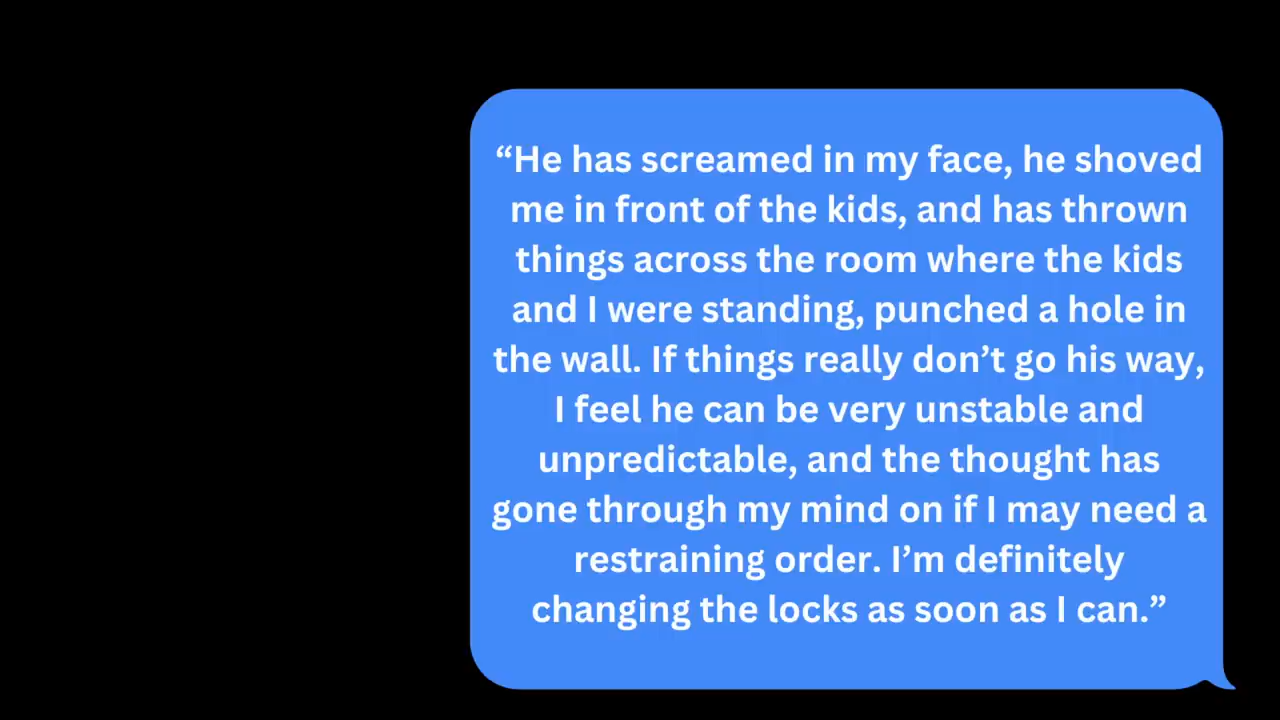 “He has screamed in my face, he shoved
me in front of the kids, and has thrown
things across the room where the kids
and I were standing, punched a hole in
the wall. If things really don’t go his way,
I feel he can be very unstable and
unpredictable, and the thought has
gone through my mind on if I may need a
restraining order. I’m definitely
changing the locks as soon as I can.”